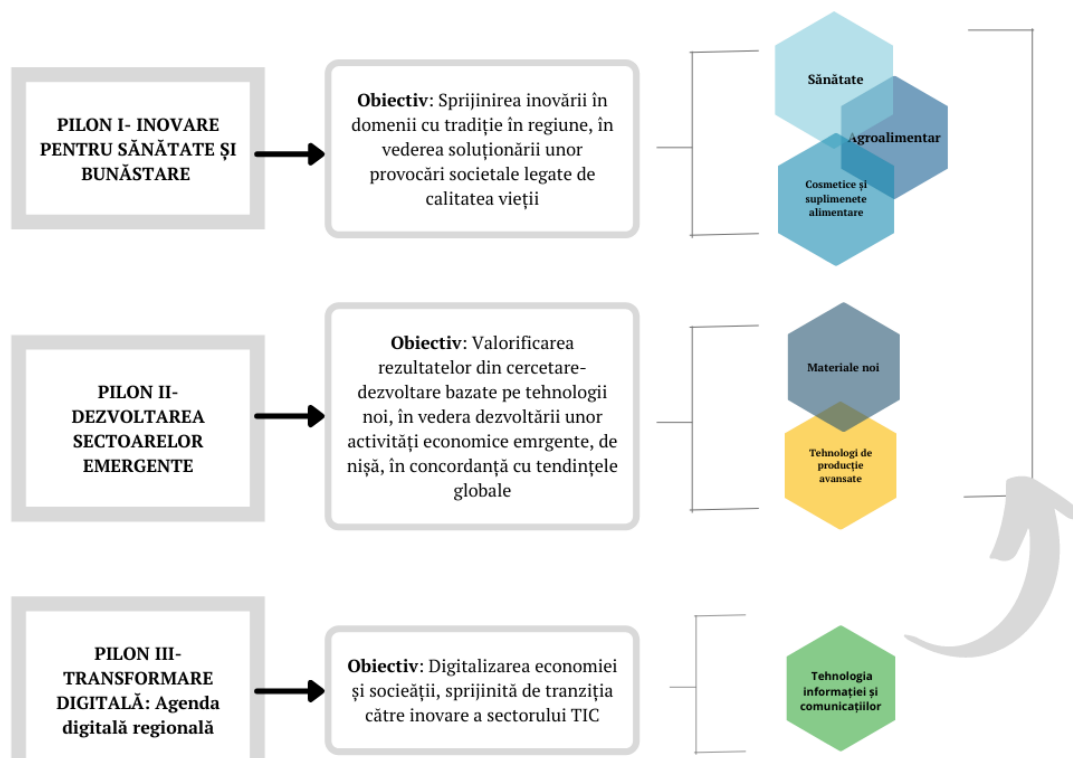 PILON I- INOVARE
PENTRU SĂNĂTATE ȘI
BUNĂSTARE
Obiectiv: Sprijinirea inovării în
domenii cu tradiție în regiune, în
vederea soluționării unor
provocări societale legate de
calitatea vieții
Sănătate
Agroalimentar
Cosmetice și
suplimenete
alimentare
PILON II-
DEZVOLTAREA
SECTOARELOR
EMERGENTE
Obiectiv: Valorificarea
rezultatelor din cercetare-
dezvoltare bazate pe tehnologii
noi, în vedera dezvoltării unor
activități economice emrgente, de
nișă, în concordanță cu tendințele
globale
Materiale noi
Tehnologi de
producție
avansate
PILON III-
TRANSFORMARE
DIGITALĂ: Agenda
digitală regională
Obiectiv: Digitalizarea economiei
și socieății, sprijinită de tranziția
către inovare a sectorului TIC
Tehnologia
informației și
comunicațiilor